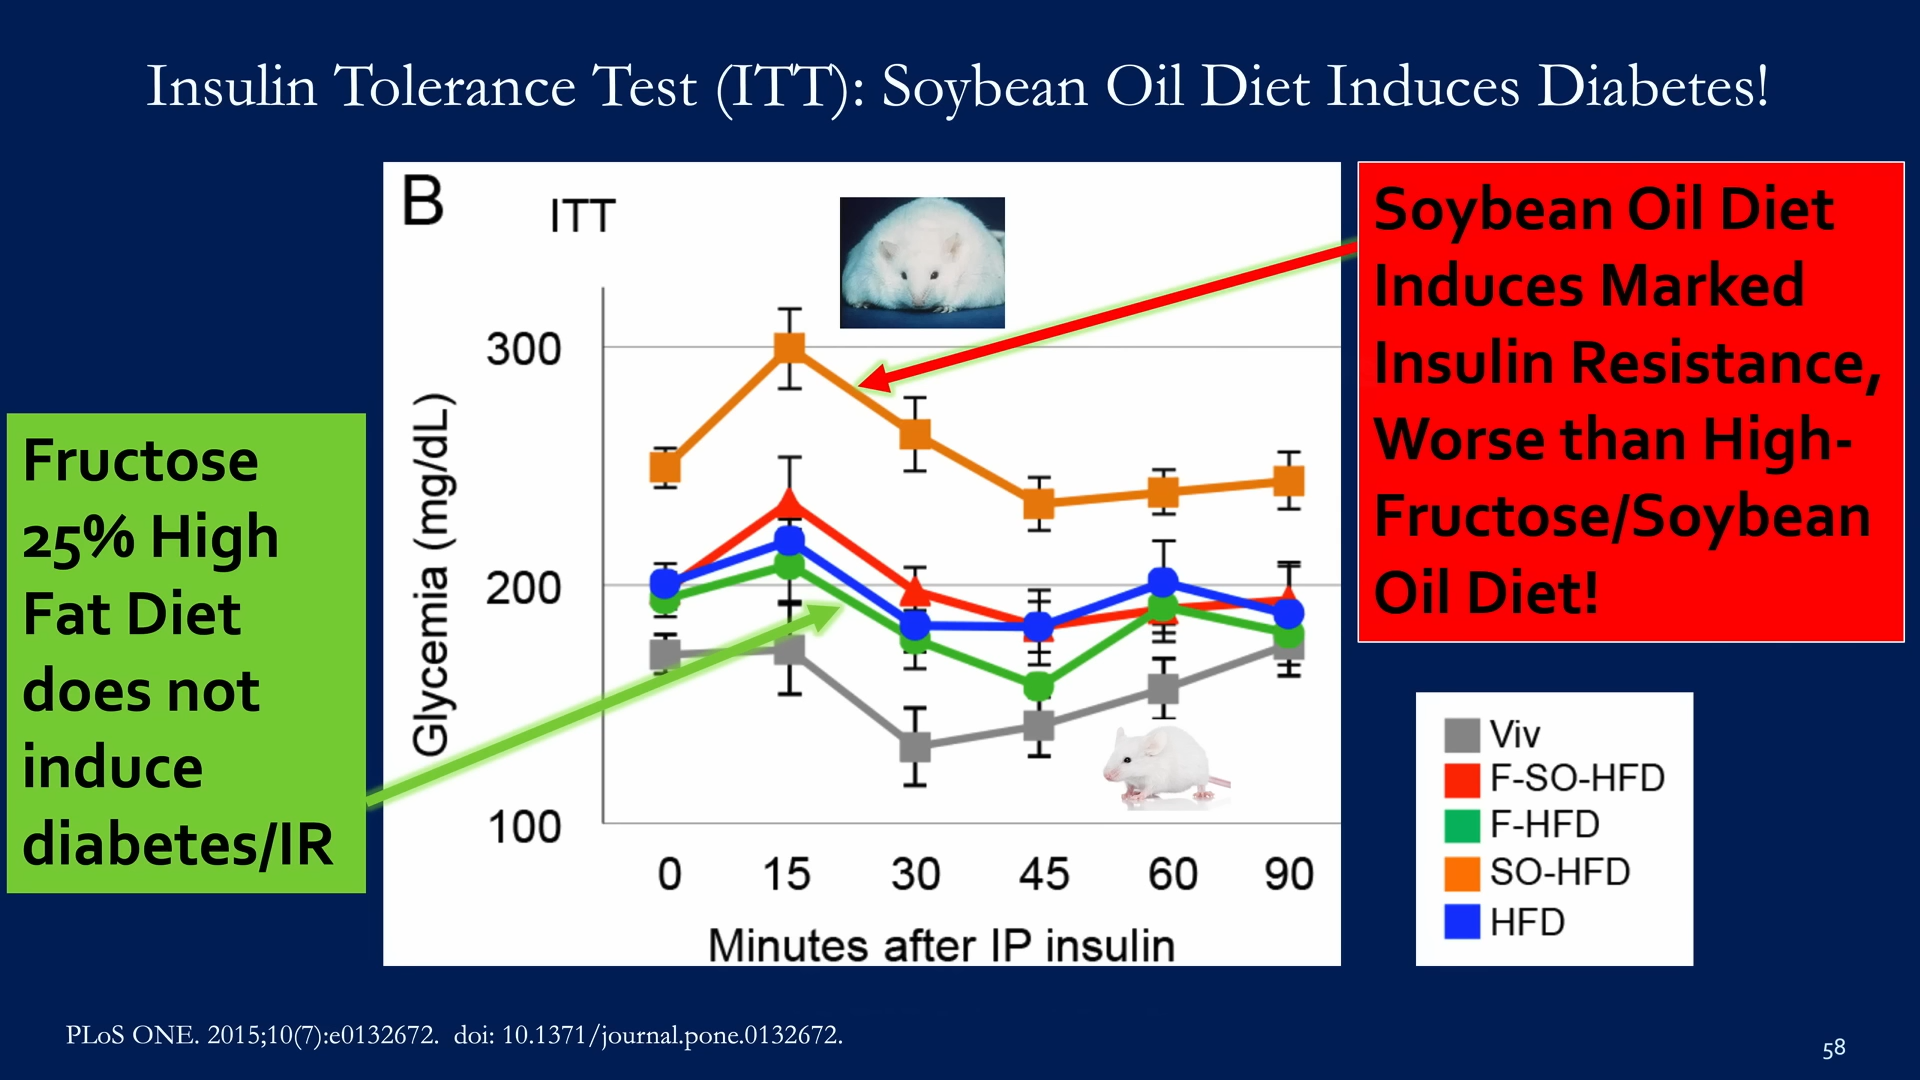 Insulin Tolerance Test (ITT): Soybean Oil Diet Induces Diabetes!
B
ITT
Soybean Oil Diet
Induces Marked
Insulin Resistance,
Worse than High-
Fructose/Soybean
Oil Diet!
Fructose
25% High
Fat Diet
does not
induce
diabetes/IR
Glycemia (mg/dL)
300
200
100
0 15 30 45 60 90
Minutes after IP insulin
Viv
F-SO-HFD
F-HFD
SO-HFD
HFD
PLoS ONE. 2015;10(7):e0132672. doi: 10.1371/journal.pone.0132672.
58